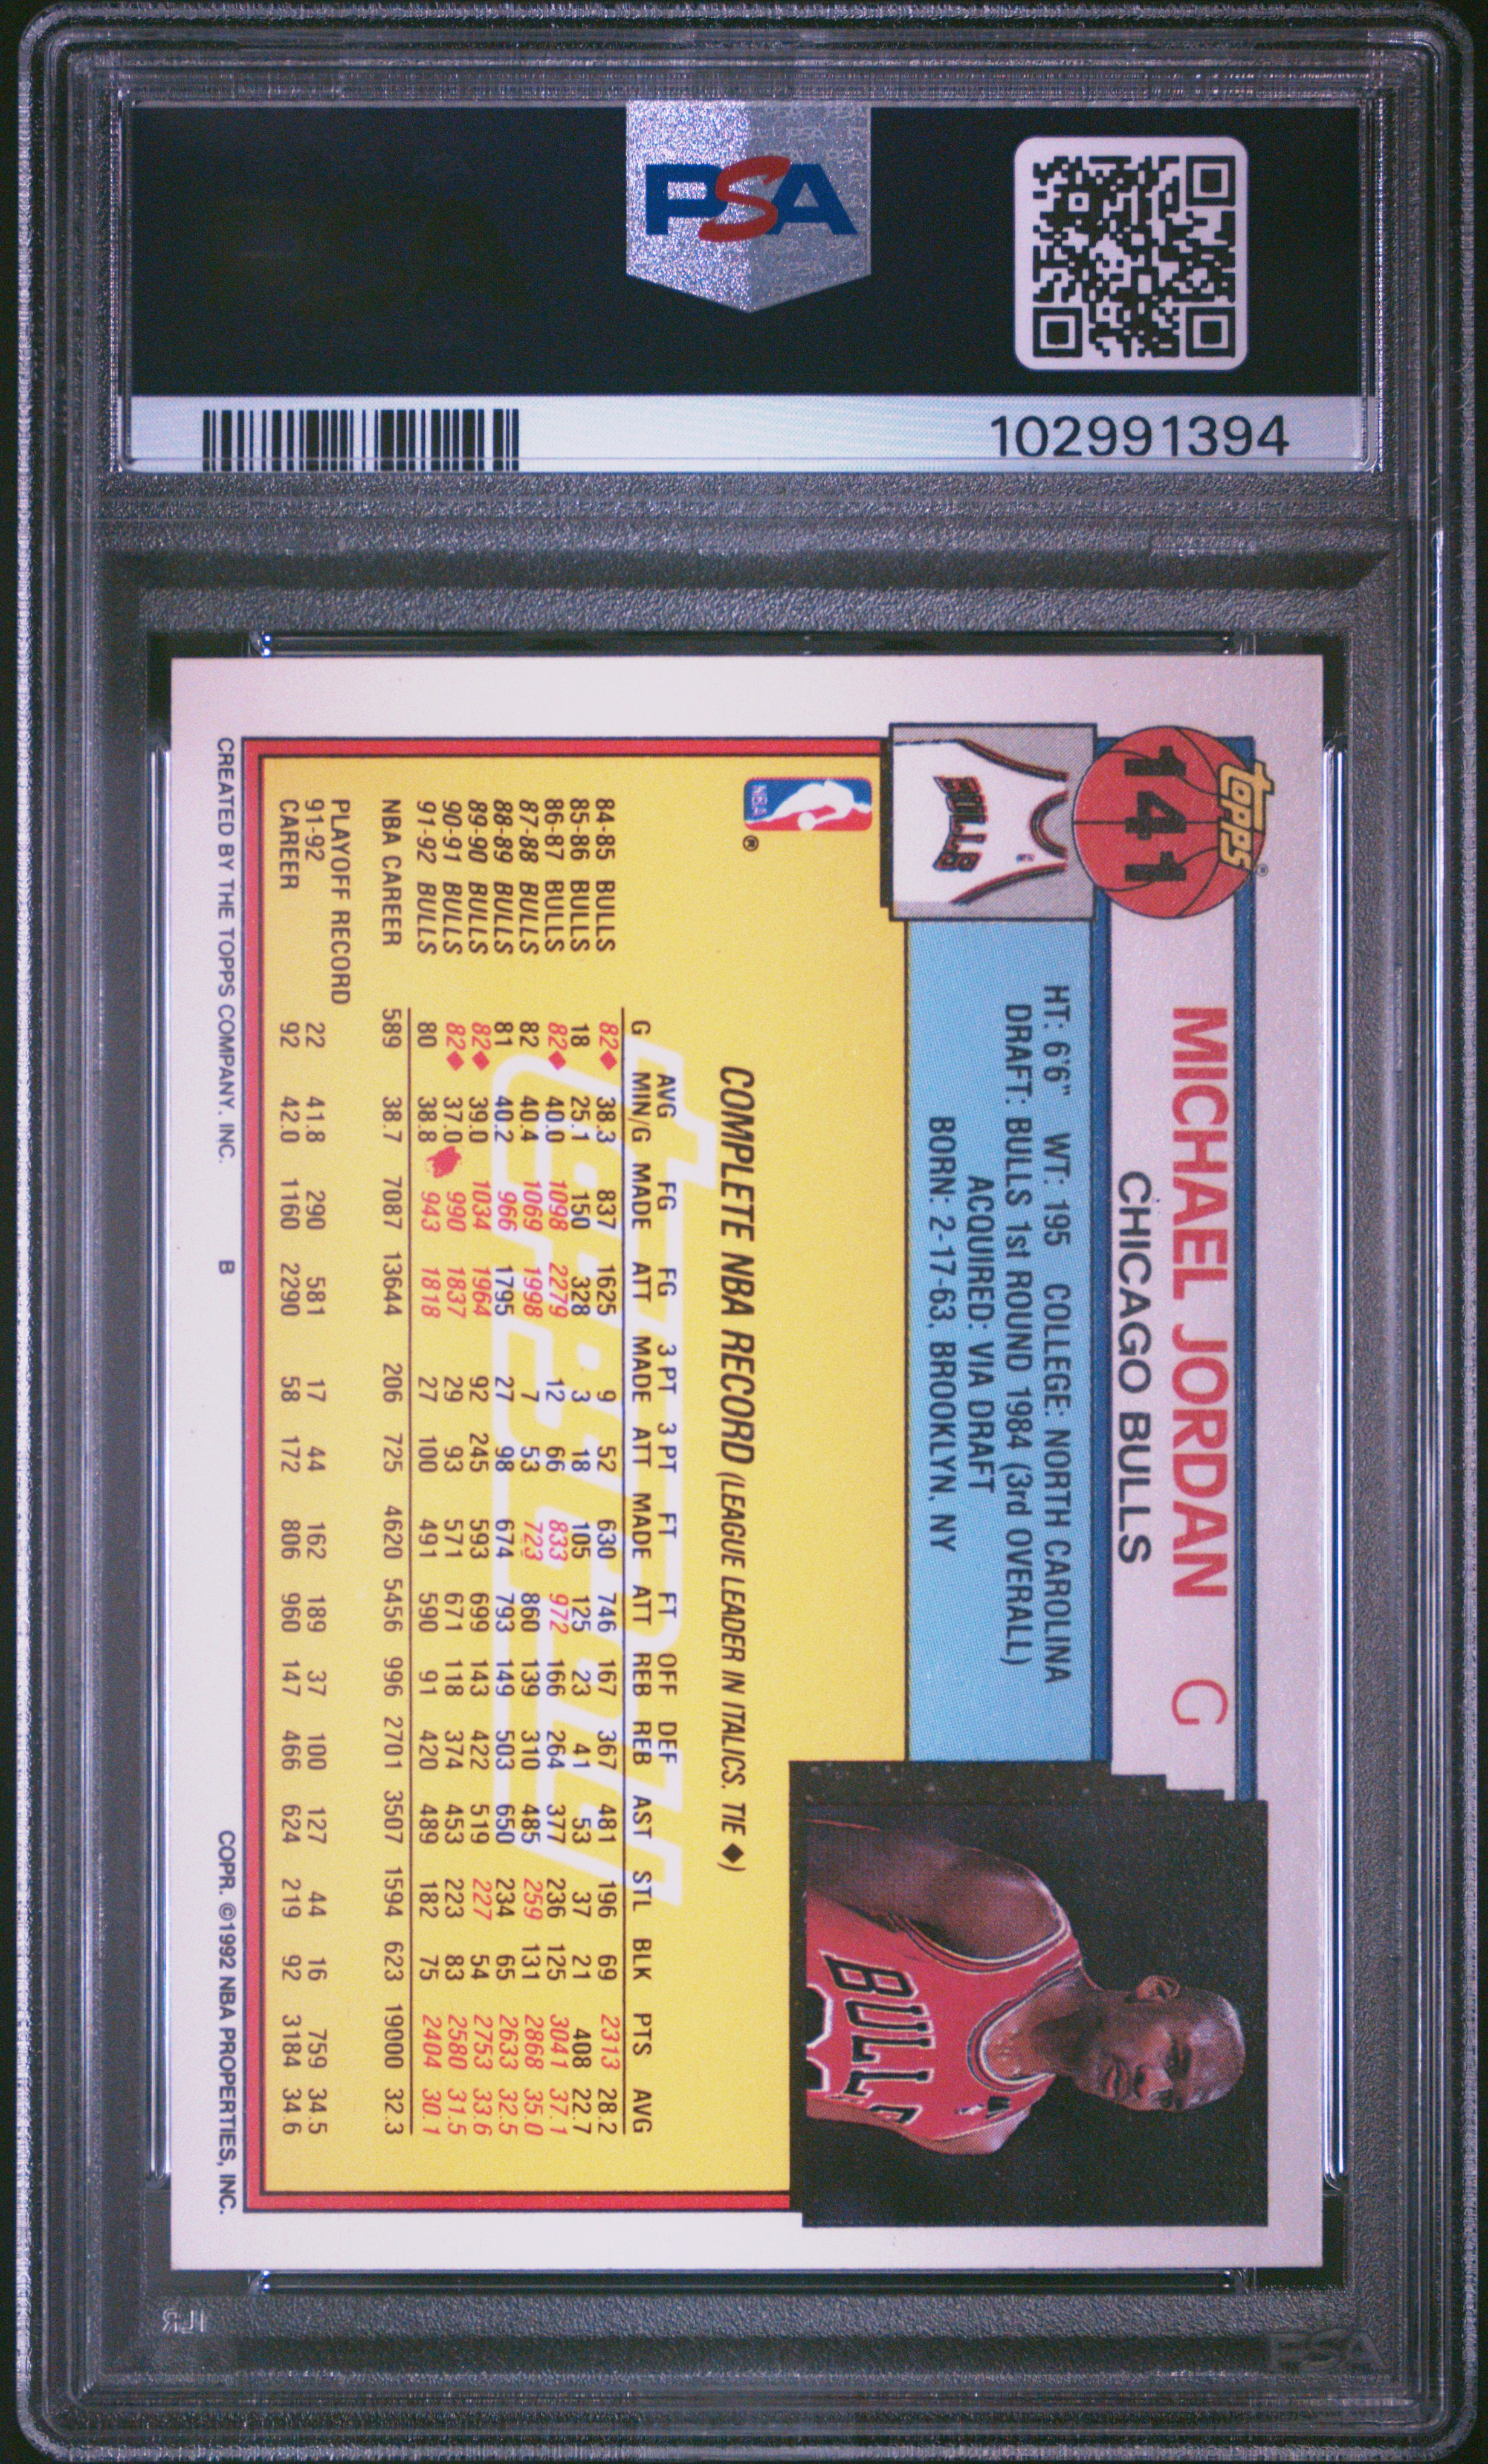 PSA
102991394
topps®
141
MICHAEL JORDAN G
CHICAGO BULLS
BULLS
HT: 6'6" WT: 195 COLLEGE: NORTH CAROLINA
DRAFT: BULLS 1st ROUND 1984 (3rd OVERALL)
ACQUIRED: VIA DRAFT
BORN: 2-17-63, BROOKLYN, NY
BULL
NBA ®
COMPLETE NBA RECORD (LEAGUE LEADER IN ITALICS, TIE ◆)
AVG FG FG 3 PT 3 PT FT FT OFF DEF
G MIN/G MADE ATT MADE ATT MADE ATT REB REB AST STL BLK PTS AVG
84-85 BULLS 82◆ 38.3 837 1625 9 52 630 746 167 367 481 196 69 2313 28.2
85-86 BULLS 18 25.1 150 328 3 18 105 125 23 41 53 37 21 408 22.7
86-87 BULLS 82◆ 40.0 1098 2279 12 66 833 972 166 264 377 236 125 3041 37.1
87-88 BULLS 82 40.4 1069 1998 7 53 723 860 139 310 485 259 131 2868 35.0
88-89 BULLS 81 40.2 966 1795 27 98 674 793 149 503 650 234 65 2633 32.5
89-90 BULLS 82◆ 39.0 1034 1964 92 245 593 699 143 422 519 227 54 2753 33.6
90-91 BULLS 82◆ 37.0 990 1837 29 93 571 671 118 374 453 223 83 2580 31.5
91-92 BULLS 80 38.8 943 1818 27 100 491 590 91 420 489 182 75 2404 30.1
NBA CAREER 589 38.7 7087 13644 206 725 4620 5456 996 2701 3507 1594 623 19000 32.3
PLAYOFF RECORD
91-92 22 41.8 290 581 17 44 162 189 37 100 127 44 16 759 34.5
CAREER 92 42.0 1160 2290 58 172 806 960 147 466 624 219 92 3184 34.6
CREATED BY THE TOPPS COMPANY, INC. B COPR. ©1992 NBA PROPERTIES, INC.
PSA